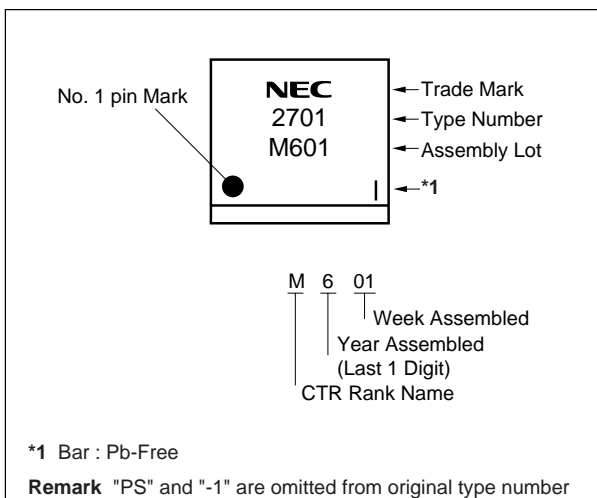 No. 1 pin Mark
NEC
2701
M601
Trade Mark
Type Number
Assembly Lot
*1
M 6 01
Week Assembled
Year Assembled
(Last 1 Digit)
CTR Rank Name
*1 Bar : Pb-Free
Remark "PS" and "-1" are omitted from original type number